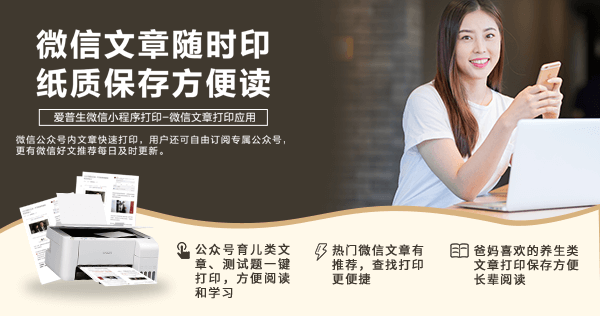 微信文章随时印
纸质保存方便读
爱普生微信小程序打印-微信文章打印应用
微信公众号内文章快速打印，用户还可自由订阅专属公众号，
更有微信好文推荐每日及时更新。
公众号育儿类文
章、测试题一键
打印，方便阅读
和学习
热门微信文章有
推荐，查找打印
更便捷
爸妈喜欢的养生类
文章打印保存方便
长辈阅读